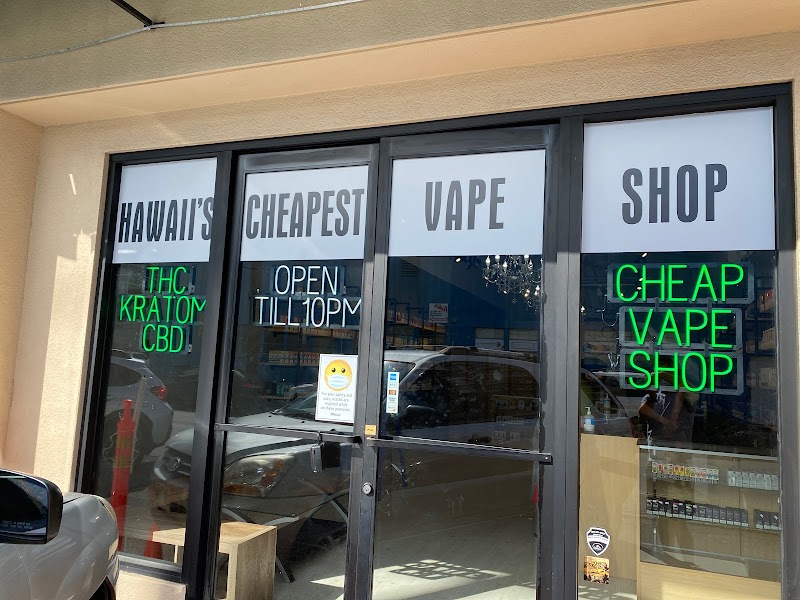 HAWAII'S CHEAPEST VAPE SHOP
THC
KRATOM
CBD
OPEN
TILL 10PM
CHEAP
VAPE
SHOP